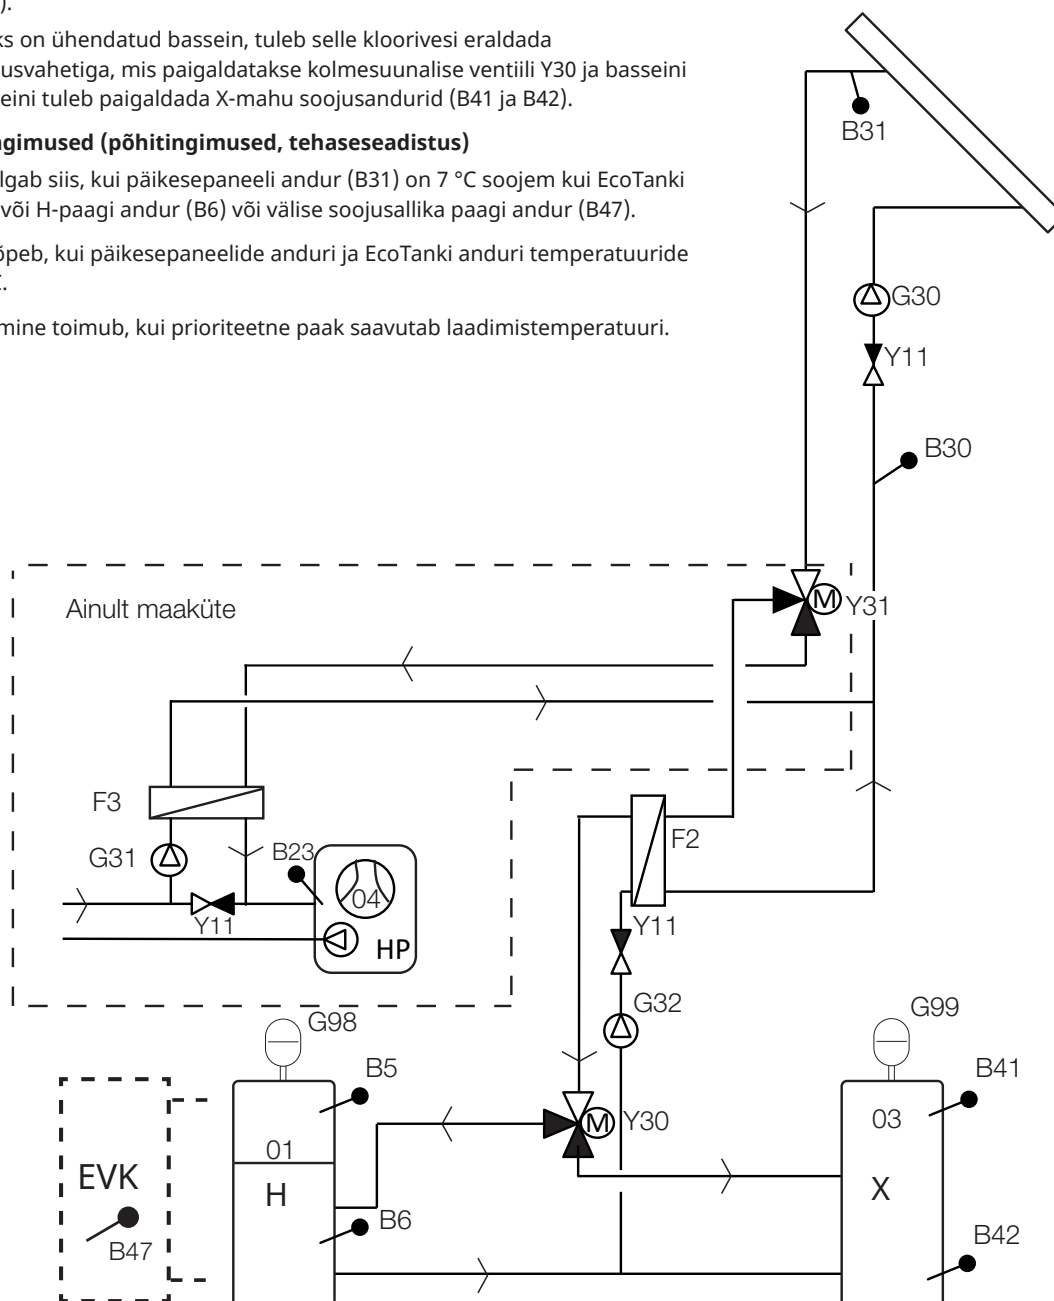 ).
ks on ühendatud bassein, tuleb selle kloorivesi eraldada
usvahetiga, mis paigaldatakse kolmesuunalise ventiili Y30 ja basseini
eini tuleb paigaldada X-mahu soojusandurid (B41 ja B42).
gimused (põhitingimused, tehaseseadistus)
lgab siis, kui päikesepaneeli andur (B31) on 7 °C soojem kui EcoTanki
või H-paagi andur (B6) või välise soojusallika paagi andur (B47).
õpeb, kui päikesepaneelide anduri ja EcoTanki anduri temperatuuride
mine toimub, kui prioriteetne paak saavutab laadimistemperatuuri.
B31
G30
Y11
B30
Ainult maaküte
M
Y31
F3
G31
B23
04
Y11
HP
F2
Y11
G32
G98
G99
B5
B41
01
M
Y30
03
EVK
H
X
B6
B47
B42